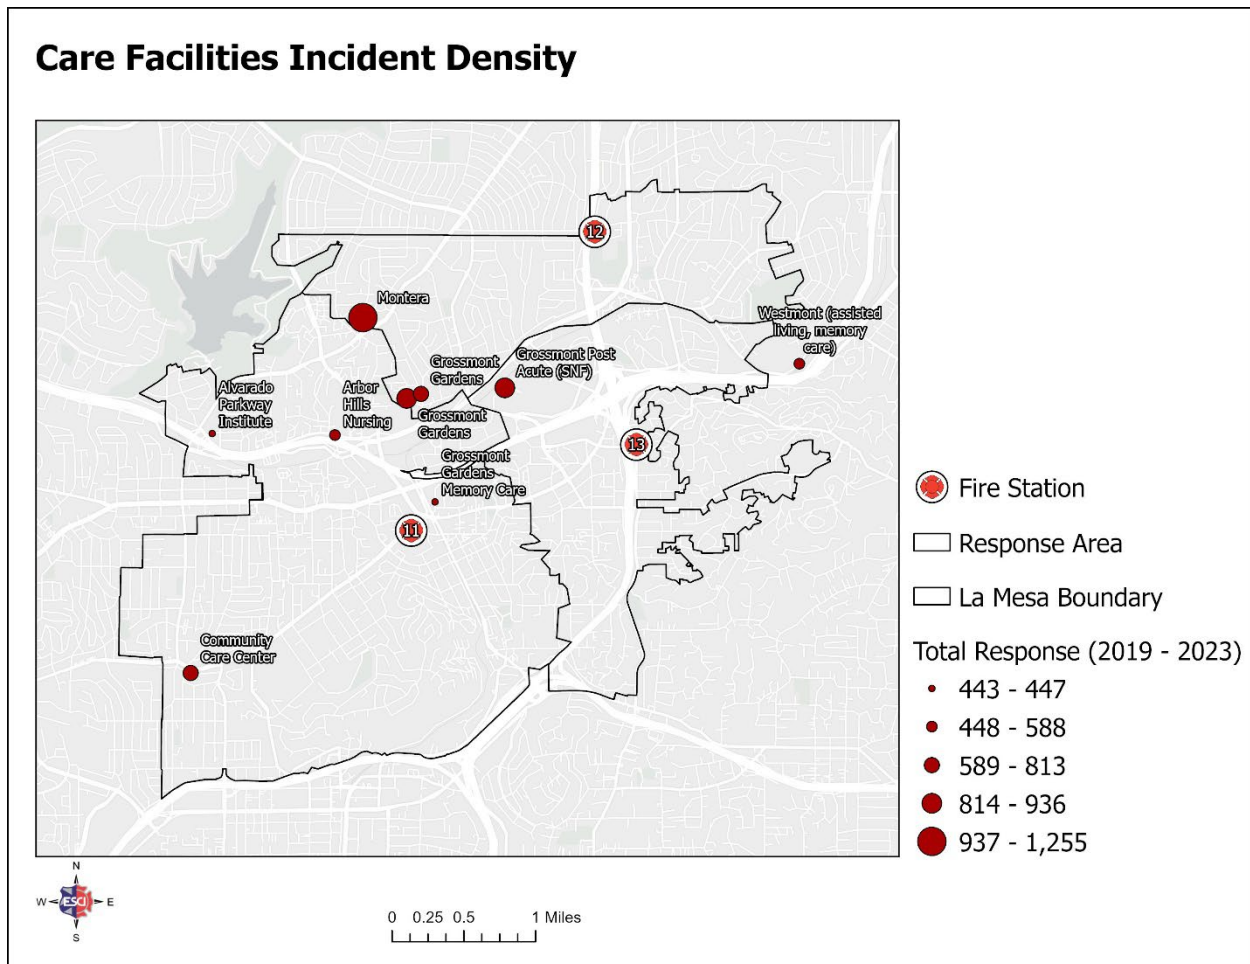 Care Facilities Incident Density
12
Montera
Westmont (assisted
living, memory
care)
Grossmont Post
Acute (SNF)
Grossmont
Gardens
Alvarado
Parkway
Institute
Arbor
Hills
Nursing
Grossmont
Gardens
13
Grossmont
Gardens
Memory Care
11
Community
Care Center
Fire Station
Response Area
La Mesa Boundary
Total Response (2019 - 2023)
443 - 447
448 - 588
589 - 813
814 - 936
937 - 1,255
N
W
ESCI
E
S
0 0.25 0.5 1 Miles